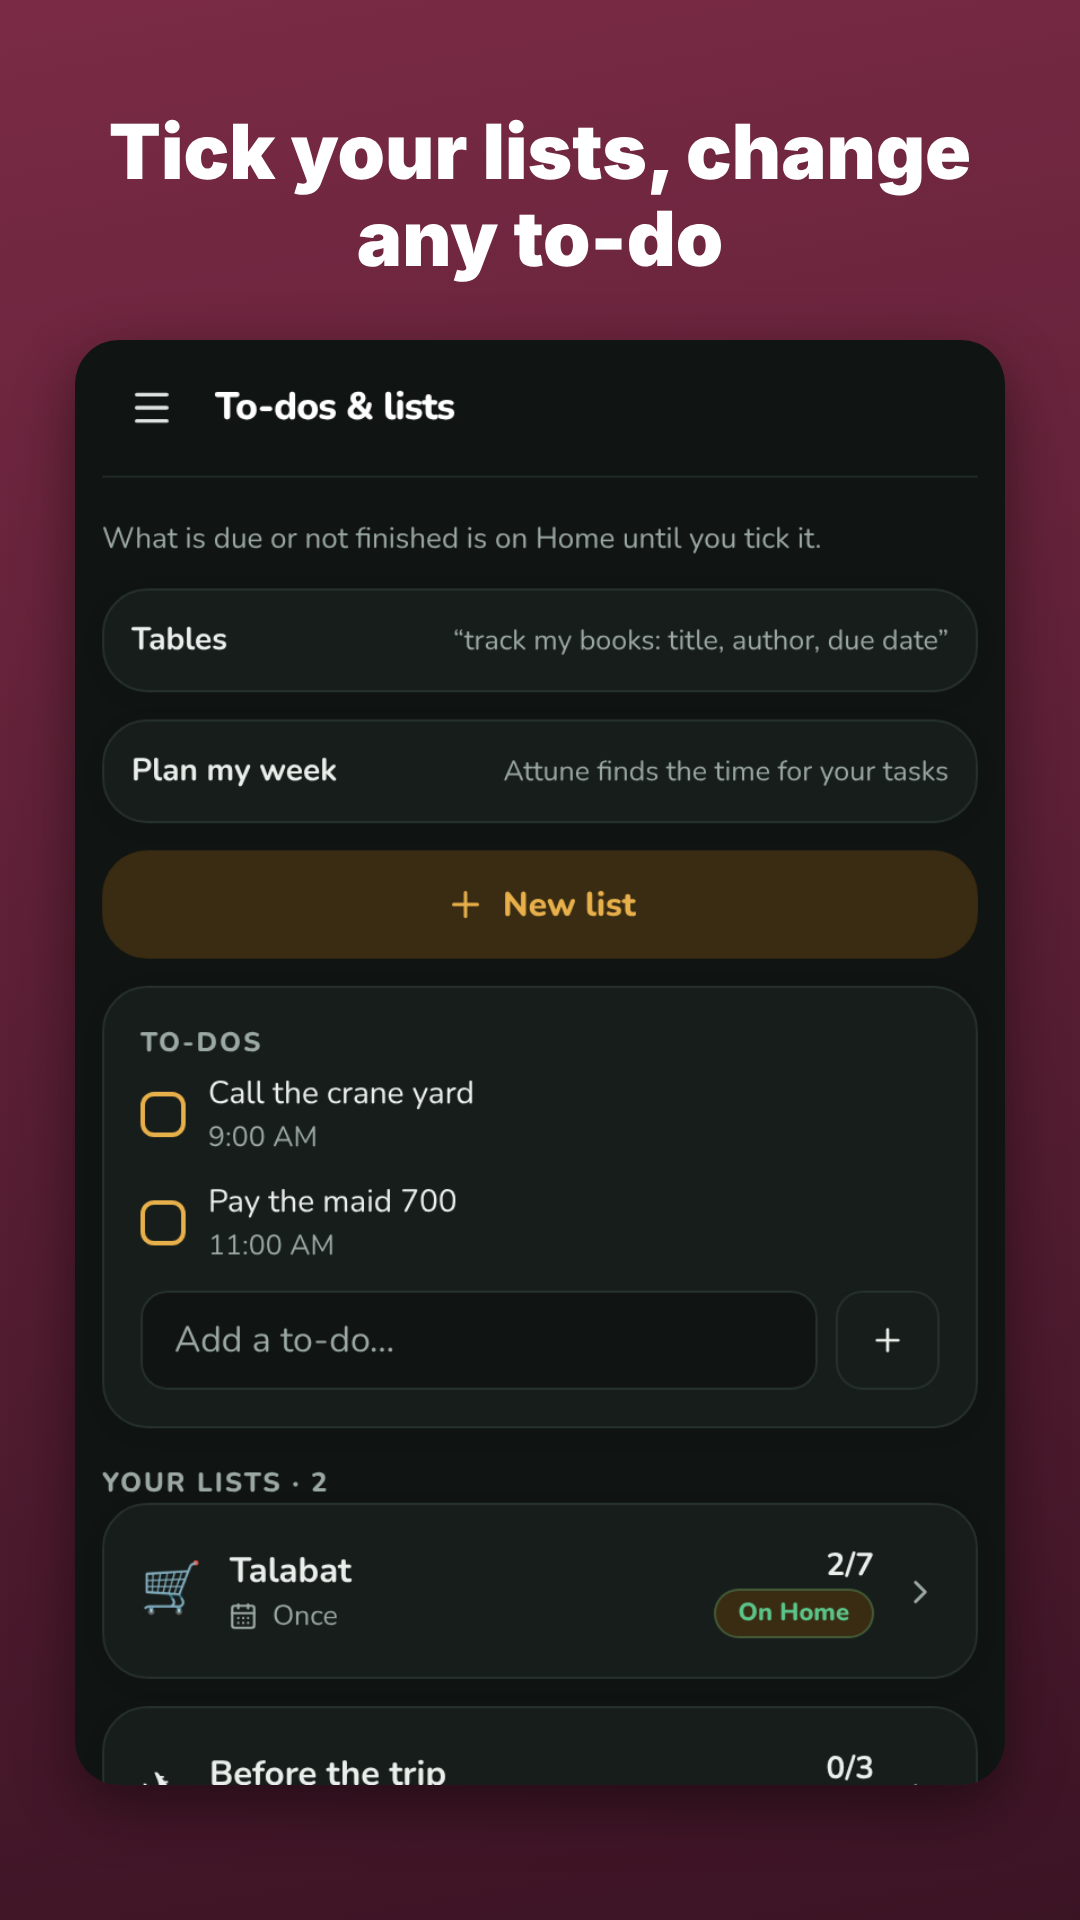 Tick your lists, change
any to-do
To-dos & lists
What is due or not finished is on Home until you tick it.
Tables
“track my books: title, author, due date”
Plan my week
Attune finds the time for your tasks
+ New list
TO-DOS
Call the crane yard
9:00 AM
Pay the maid 700
11:00 AM
Add a to-do...
+
YOUR LISTS · 2
Talabat
2/7
Once
On Home
Before the trip
0/3